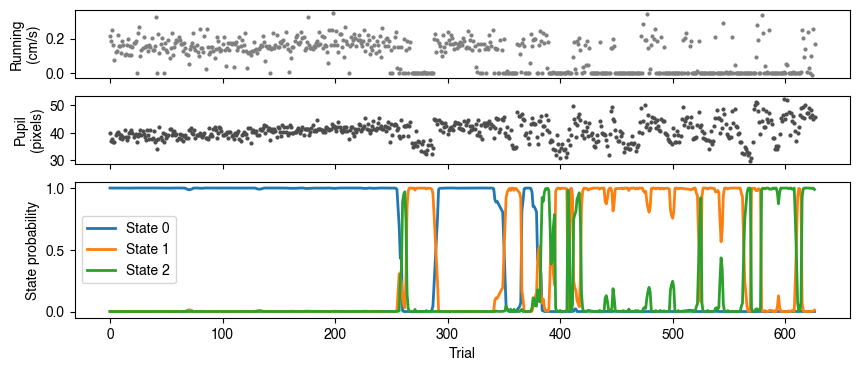 Running
(cm/s)
0.2
0.0
Pupil
(pixels)
50
40
30
State probability
1.0
0.5
0.0
State 0
State 1
State 2
0
100
200
300
400
500
600
Trial